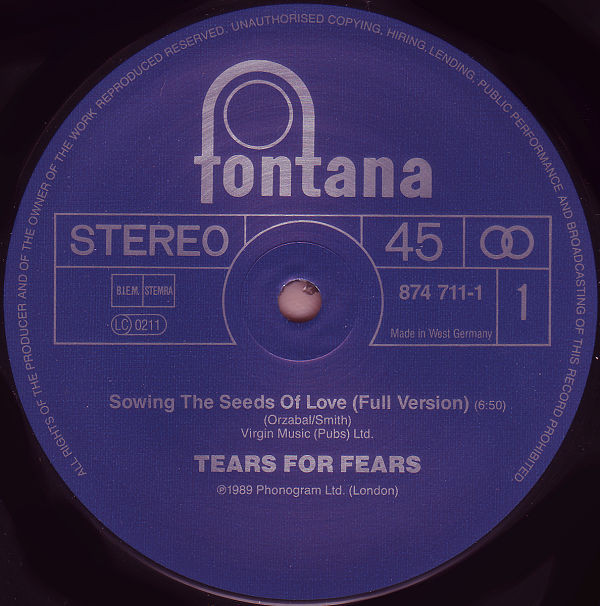 ALL RIGHTS OF THE PRODUCER AND OF THE OWNER OF THE WORK REPRODUCED RESERVED. UNAUTHORISED COPYING, HIRING, LENDING, PUBLIC PERFORMANCE AND BROADCASTING OF THIS RECORD PROHIBITED
fontana
STEREO 45
B.I.E.M. STEMRA
874 711-1 1
LC 0211
Made in West Germany
Sowing The Seeds Of Love (Full Version) (6:50)
(Orzabal/Smith)
Virgin Music (Pubs) Ltd.
TEARS FOR FEARS
℗1989 Phonogram Ltd. (London)